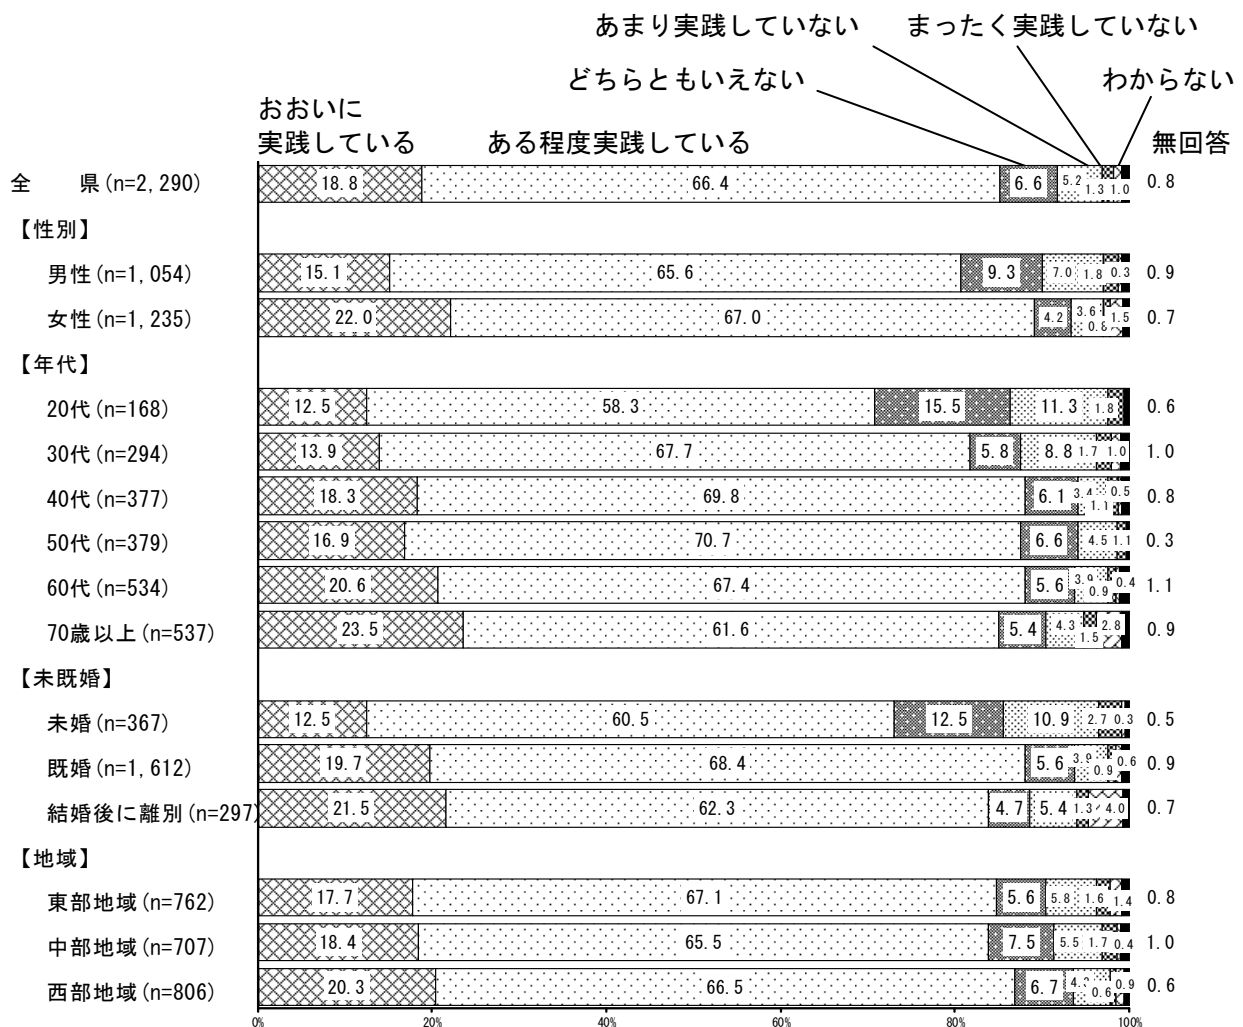 あまり実践していない　まったく実践していない
どちらともいえない　わからない
おおいに
実践している　ある程度実践している　無回答
全　　県(n=2,290) 18.8 66.4 6.6 5.2 1.3 1.0 0.8
【性別】
男性(n=1,054) 15.1 65.6 9.3 7.0 1.8 0.3 0.9
女性(n=1,235) 22.0 67.0 4.2 3.6 0.8 1.5 0.7
【年代】
20代(n=168) 12.5 58.3 15.5 11.3 1.8 0.6
30代(n=294) 13.9 67.7 5.8 8.8 1.7 1.0 1.0
40代(n=377) 18.3 69.8 6.1 3.4 1.1 0.5 0.8
50代(n=379) 16.9 70.7 6.6 4.5 1.1 0.3
60代(n=534) 20.6 67.4 5.6 3.9 0.9 0.4 1.1
70歳以上(n=537) 23.5 61.6 5.4 4.3 1.5 2.8 0.9
【未既婚】
未婚(n=367) 12.5 60.5 12.5 10.9 2.7 0.3 0.5
既婚(n=1,612) 19.7 68.4 5.6 3.9 0.9 0.6 0.9
結婚後に離別(n=297) 21.5 62.3 4.7 5.4 1.3 4.0 0.7
【地域】
東部地域(n=762) 17.7 67.1 5.6 5.8 1.6 1.4 0.8
中部地域(n=707) 18.4 65.5 7.5 5.5 1.7 0.4 1.0
西部地域(n=806) 20.3 66.5 6.7 0.6 0.9 0.6
0% 20% 40% 60% 80% 100%